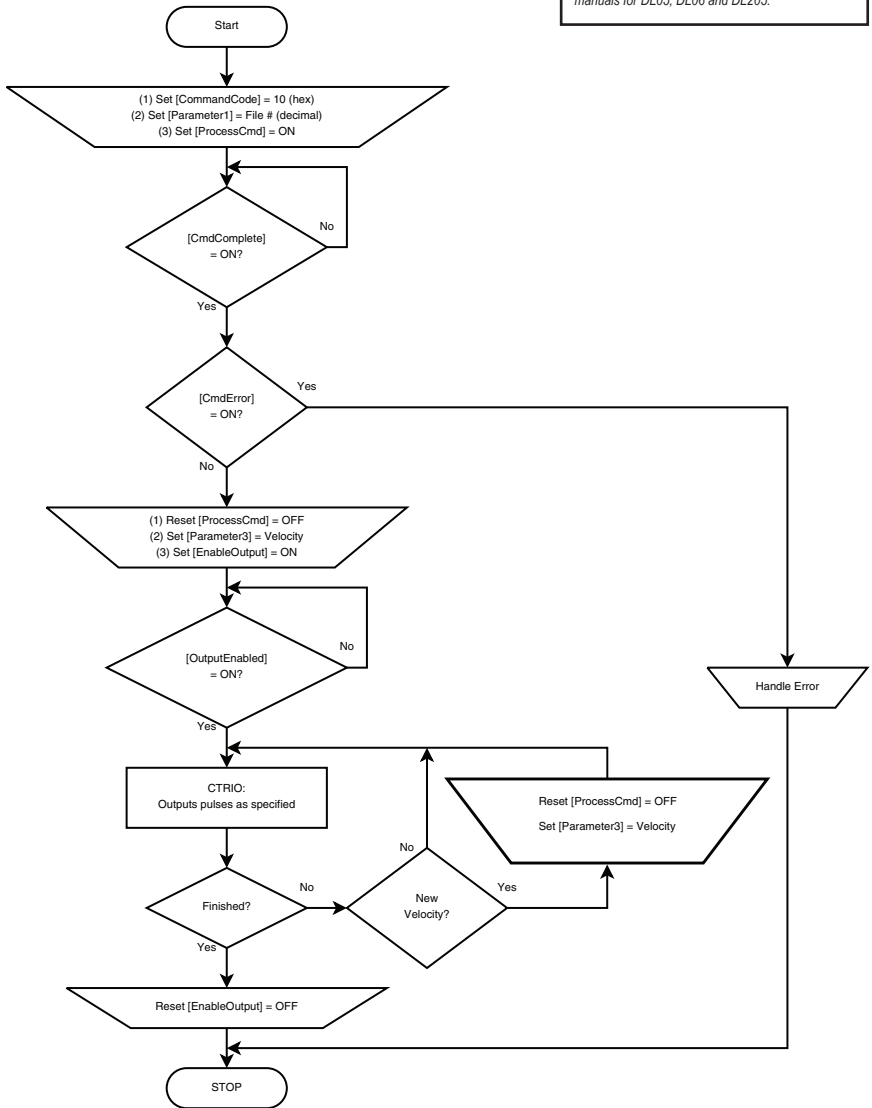 manuals for DL05, DL06 and DL205.
Start
(1) Set [CommandCode] = 10 (hex)
(2) Set [Parameter1] = File # (decimal)
(3) Set [ProcessCmd] = ON
[CmdComplete]
= ON?
No
Yes
[CmdError]
= ON?
Yes
No
(1) Reset [ProcessCmd] = OFF
(2) Set [Parameter3] = Velocity
(3) Set [EnableOutput] = ON
[OutputEnabled]
= ON?
No
Yes
Handle Error
CTRIO:
Outputs pulses as specified
Reset [ProcessCmd] = OFF
Set [Parameter3] = Velocity
Finished?
No
Yes
New
Velocity?
No
Yes
Reset [EnableOutput] = OFF
STOP